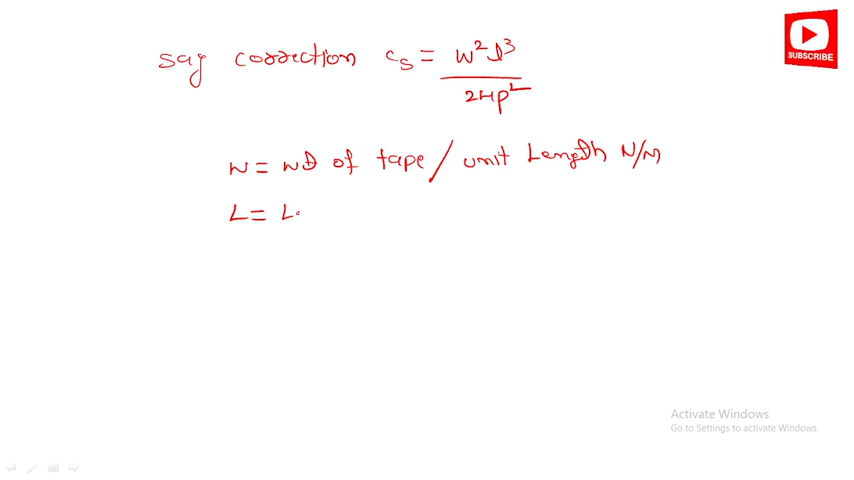 SUBSCRIBE
sag correction Cs = w²l³
24p²
W = wt of tape / unit Length N/M
L = L
Activate Windows
Go to Settings to activate Windows.